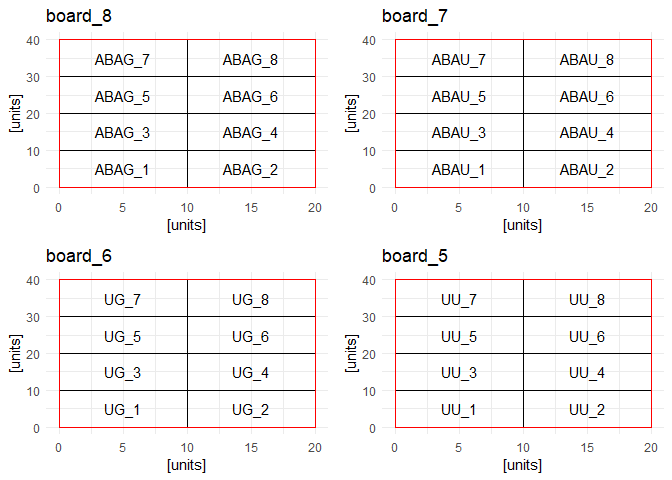 board_8
[units]
40
30
20
10
0
ABAG_7 ABAG_8
ABAG_5 ABAG_6
ABAG_3 ABAG_4
ABAG_1 ABAG_2
0 5 10 15 20
[units]
board_7
[units]
40
30
20
10
0
ABAU_7 ABAU_8
ABAU_5 ABAU_6
ABAU_3 ABAU_4
ABAU_1 ABAU_2
0 5 10 15 20
[units]
board_6
[units]
40
30
20
10
0
UG_7 UG_8
UG_5 UG_6
UG_3 UG_4
UG_1 UG_2
0 5 10 15 20
[units]
board_5
[units]
40
30
20
10
0
UU_7 UU_8
UU_5 UU_6
UU_3 UU_4
UU_1 UU_2
0 5 10 15 20
[units]